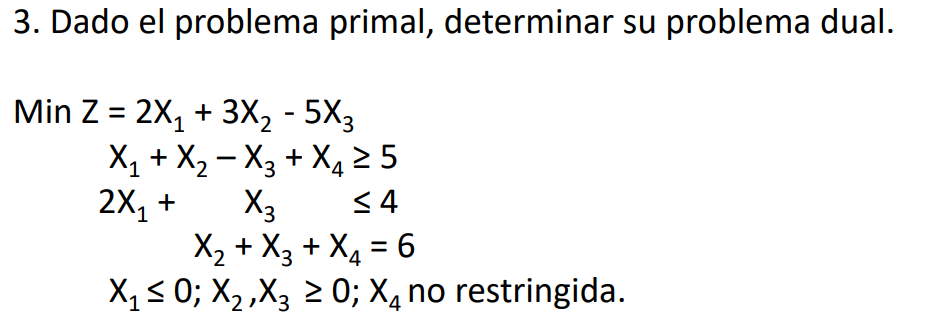 3. Dado el problema primal, determinar su problema dual.
Min Z = 2X₁ + 3X₂ - 5X₃
X₁ + X₂ – X₃ + X₄ ≥ 5
2X₁ + X₃ ≤ 4
X₂ + X₃ + X₄ = 6
X₁ ≤ 0; X₂ ,X₃ ≥ 0; X₄ no restringida.